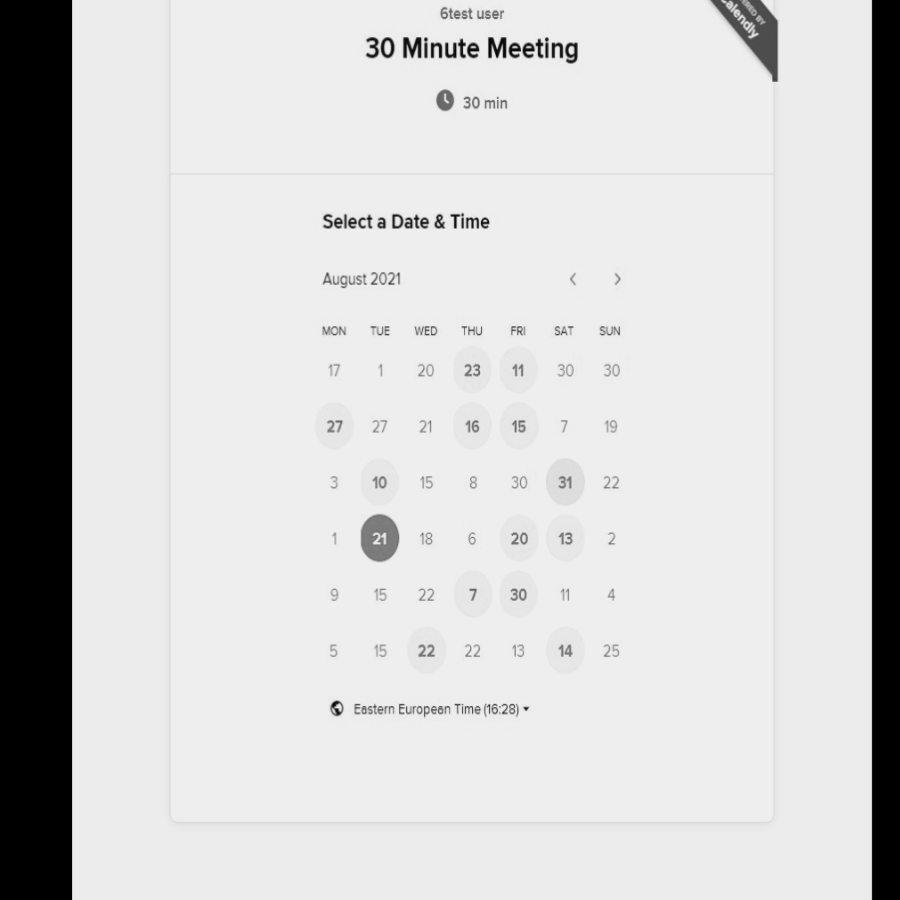 6test user
30 Minute Meeting
30 min
Calendly
Select a Date & Time
August 2021
MON TUE WED THU FRI SAT SUN
17 1 20 23 11 30 30
27 27 21 16 15 7 19
3 10 15 8 30 31 22
1 21 18 6 20 13 2
9 15 22 7 30 11 4
5 15 22 22 13 14 25
Eastern European Time (16:28)